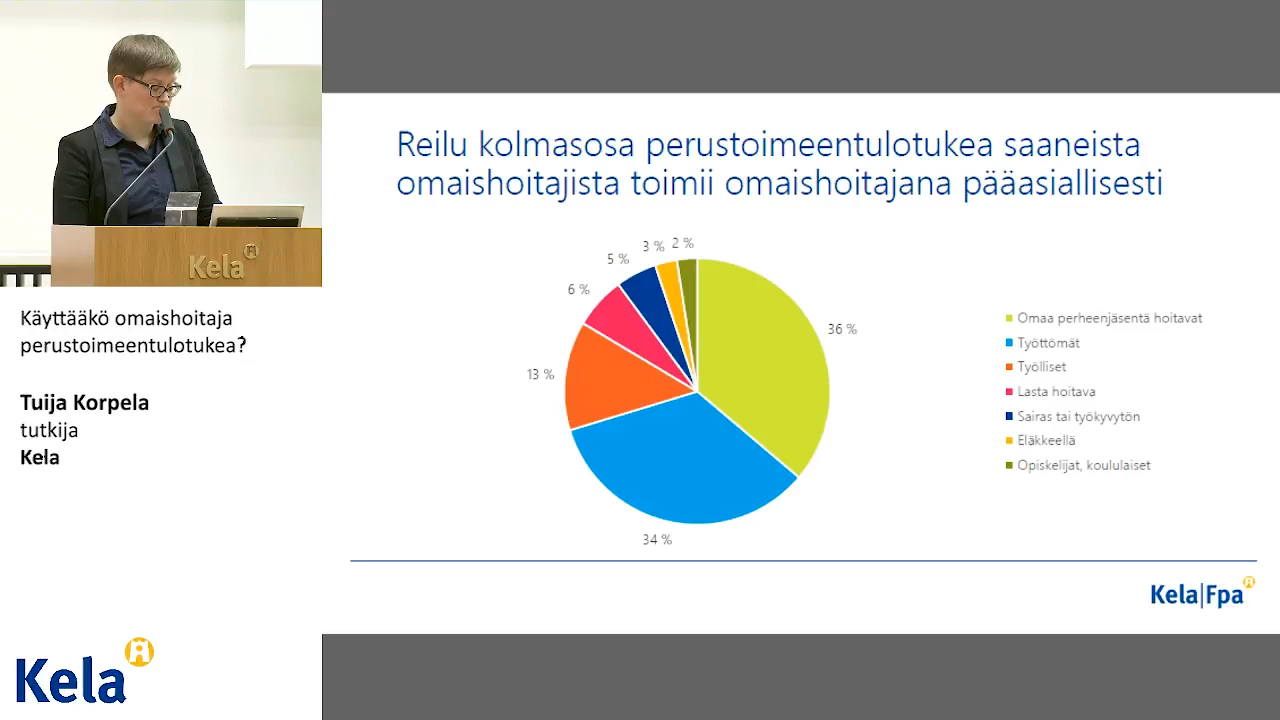 Kela
Käyttääkö omaishoitaja
perustoimeentulotukea?
Tuija Korpela
tutkija
Kela
Kela
Reilu kolmasosa perustoimeentulotukea saaneista
omaishoitajista toimii omaishoitajana pääasiallisesti
2 %
3 %
5 %
6 %
36 %
13 %
34 %
Omaa perheenjäsentä hoitavat
Työttömät
Työlliset
Lasta hoitava
Sairas tai työkyvytön
Eläkkeellä
Opiskelijat, koululaiset
Kela|Fpa